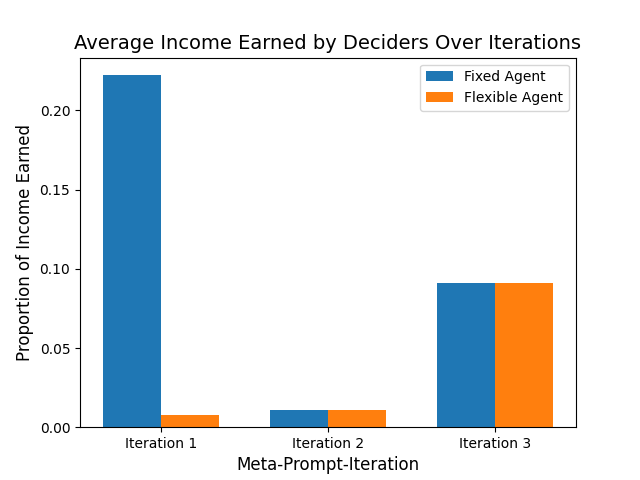 Average Income Earned by Deciders Over Iterations
Fixed Agent
Flexible Agent
Proportion of Income Earned
0.20
0.15
0.10
0.05
0.00
Iteration 1
Iteration 2
Iteration 3
Meta-Prompt-Iteration